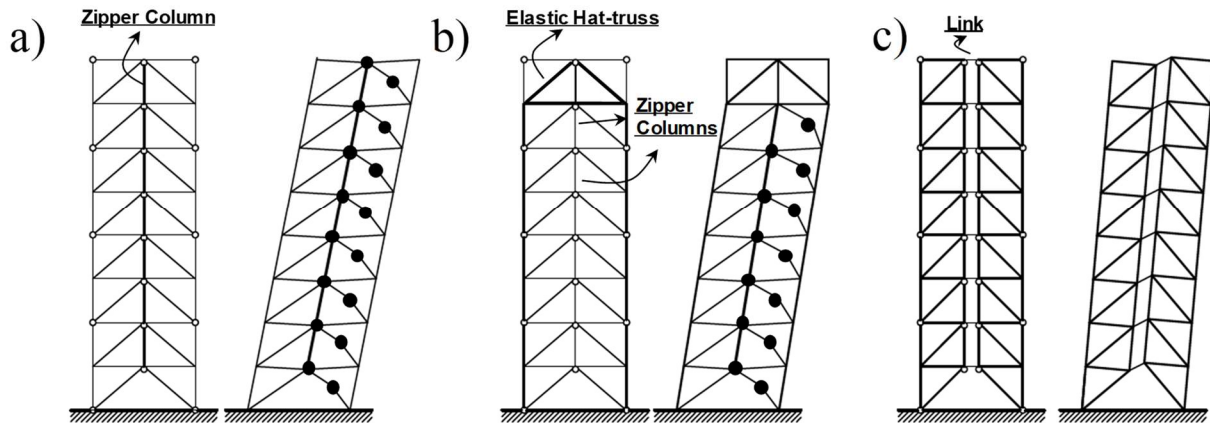 a)
Zipper Column
b)
Elastic Hat-truss
Zipper
Columns
c)
Link